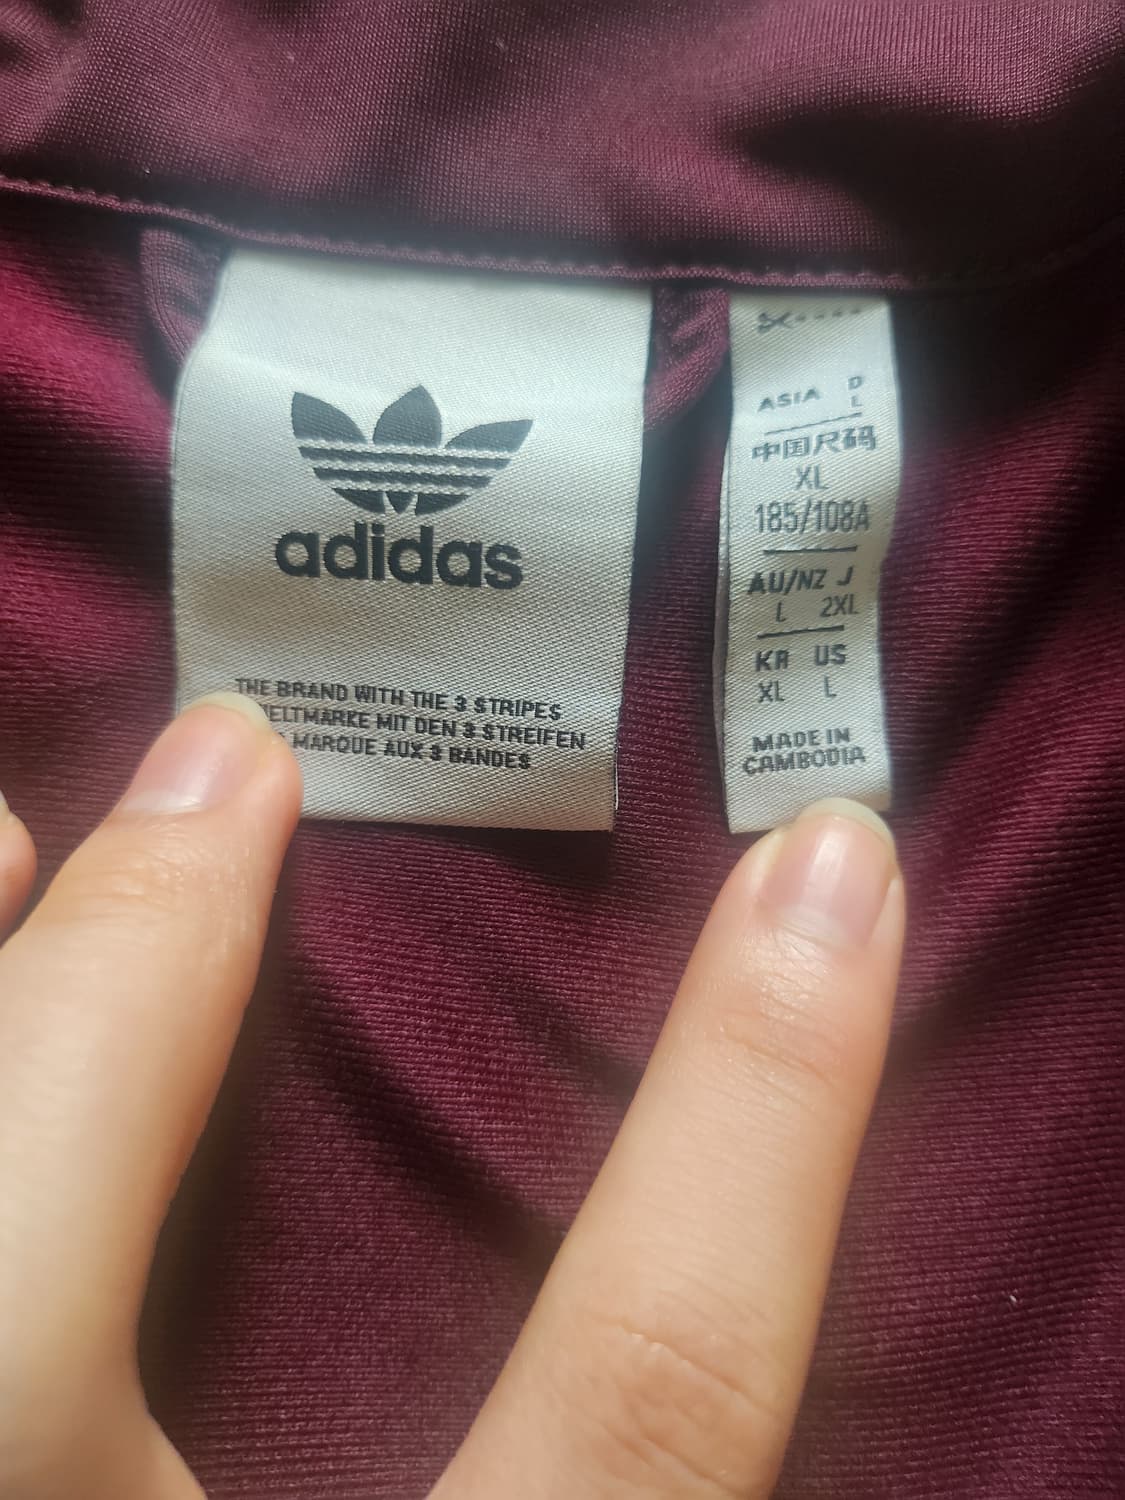 adidas
THE BRAND WITH THE 3 STRIPES
MIT DEN 3 STREIFEN
MARQUE AUX 3 BANDES
ASIA D
L
中国尺码
XL
185/108A
AU/NZ J
L 2XL
KR US
XL L
MADE IN
CAMBODIA